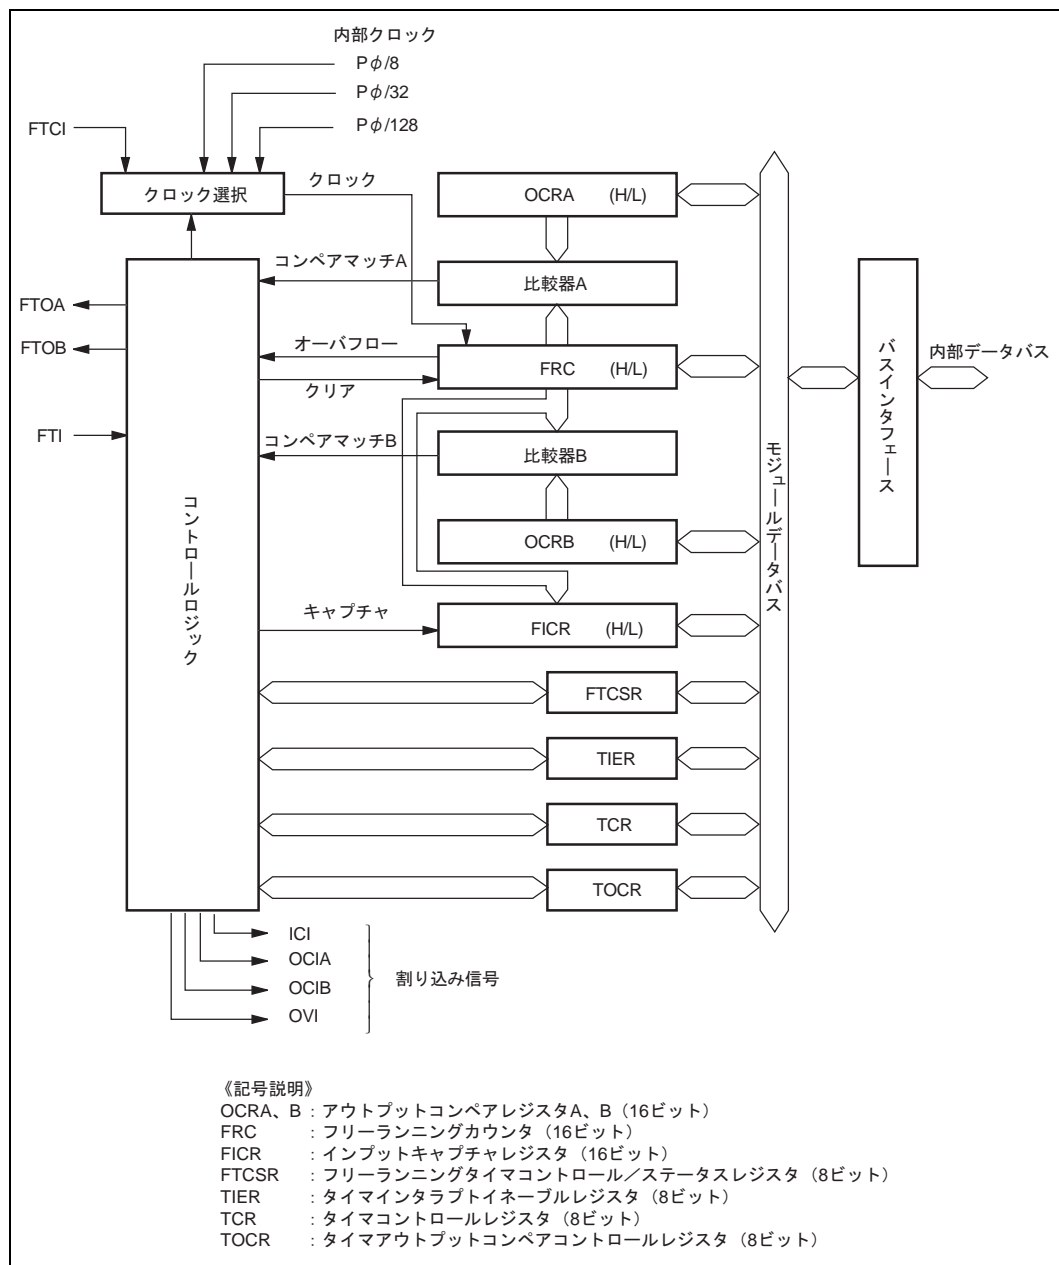 内部クロック
Pφ/8
Pφ/32
Pφ/128
FTCI
クロック選択
クロック
OCRA (H/L)
コンペアマッチA
比較器A
FTOA
FTOB
オーバフロー
FRC (H/L)
クリア
FTI
コンペアマッチB
比較器B
OCRB (H/L)
キャプチャ
FICR (H/L)
コントロールロジック
モジュールデータバス
バスインタフェース
内部データバス
FTCSR
TIER
TCR
TOCR
ICI
OCIA
OCIB
OVI
割り込み信号
《記号説明》
OCRA、B : アウトプットコンペアレジスタA、B（16ビット）
FRC : フリーランニングカウンタ（16ビット）
FICR : インプットキャプチャレジスタ（16ビット）
FTCSR : フリーランニングタイマコントロール／ステータスレジスタ（8ビット）
TIER : タイマインタラプトイネーブルレジスタ（8ビット）
TCR : タイマコントロールレジスタ（8ビット）
TOCR : タイマアウトプットコンペアコントロールレジスタ（8ビット）